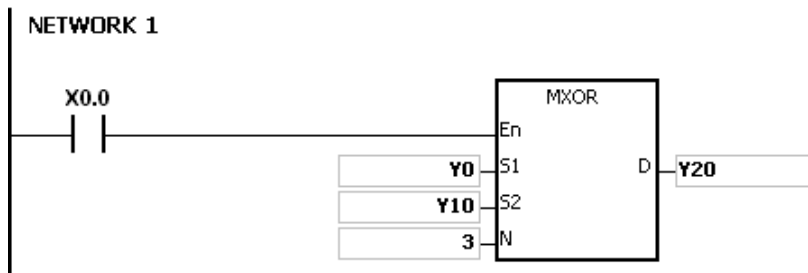 NETWORK 1
X0.0
MXOR
En
Y0 S1 D Y20
Y10 S2
3 N